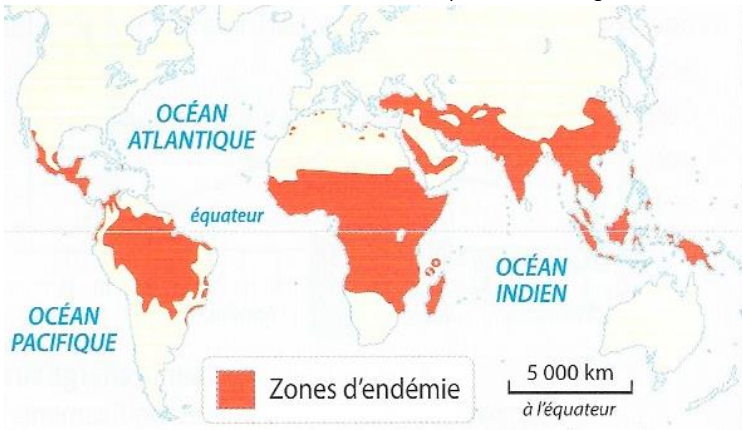 OCÉAN
ATLANTIQUE
équateur
OCÉAN
INDIEN
OCÉAN
PACIFIQUE
Zones d'endémie
5 000 km
à l'équateur